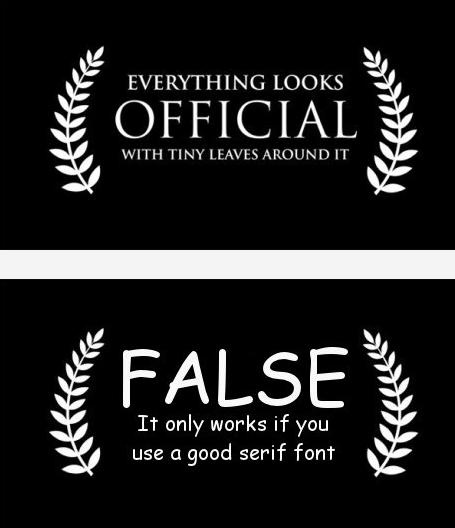 EVERYTHING LOOKS
OFFICIAL
WITH TINY LEAVES AROUND IT
FALSE
It only works if you
use a good serif font